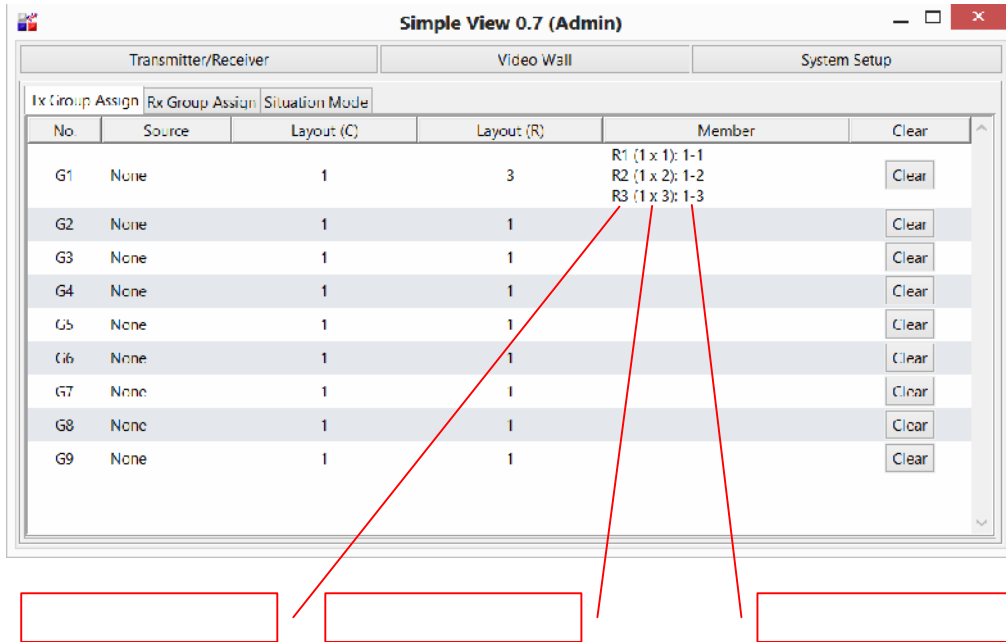 Simple View 0.7 (Admin)
Transmitter/Receiver Video Wall System Setup
Tx Group Assign Rx Group Assign Situation Mode
No. Source Layout (C) Layout (R) Member Clear
R1 (1 x 1): 1-1
G1 None 1 3 R2 (1 x 2): 1-2 Clear
R3 (1 x 3): 1-3
G2 None 1 1 Clear
G3 None 1 1 Clear
G4 None 1 1 Clear
G5 None 1 1 Clear
G6 None 1 1 Clear
G7 None 1 1 Clear
G8 None 1 1 Clear
G9 None 1 1 Clear